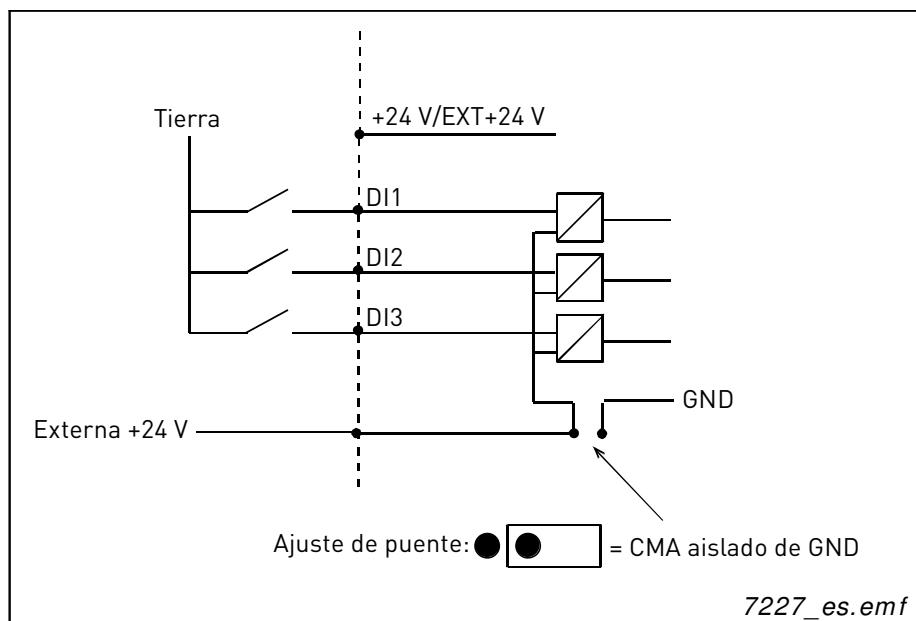 +24 V/EXT+24 V
Tierra
DI1
DI2
DI3
GND
Externa +24 V
Ajuste de puente:
= CMA aislado de GND
7227_es.emf